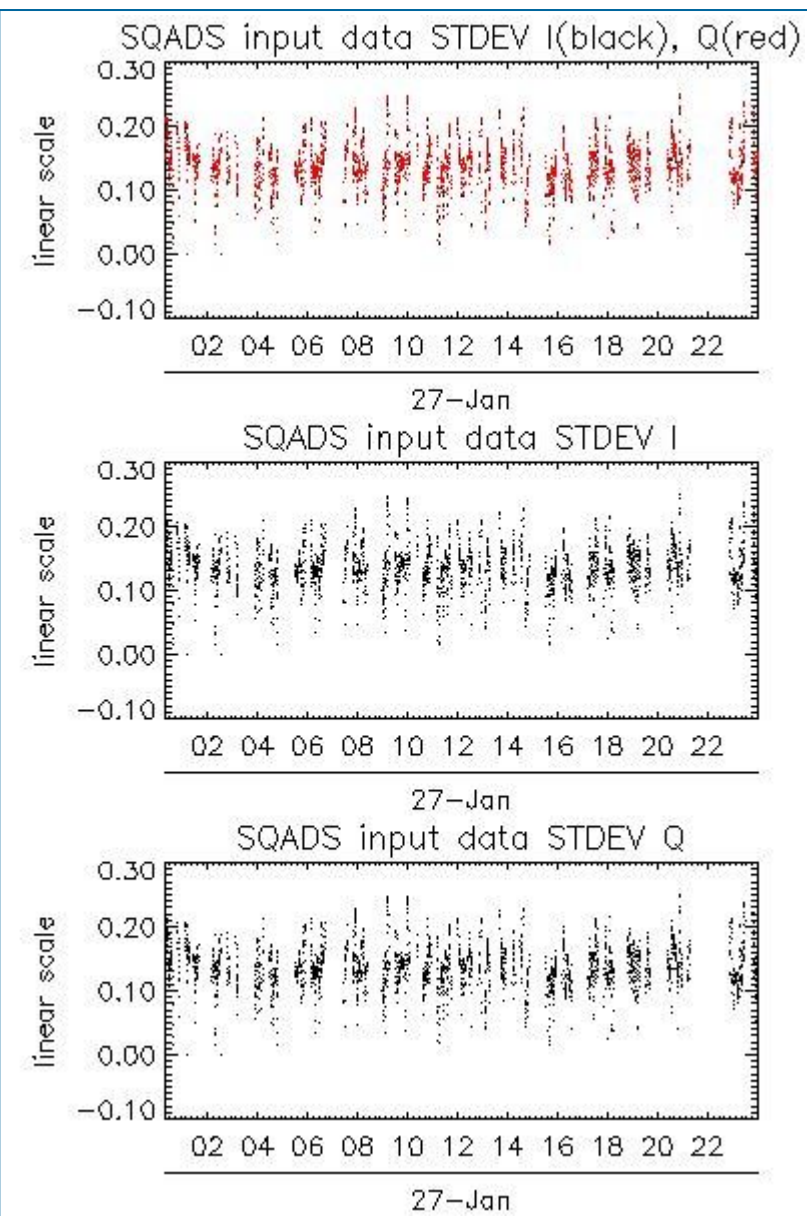 SQADS input data STDEV I(black), Q(red)
0.30
0.20
0.10
0.00
-0.10
linear scale
02 04 06 08 10 12 14 16 18 20 22
27-Jan
SQADS input data STDEV I
0.30
0.20
0.10
0.00
-0.10
linear scale
02 04 06 08 10 12 14 16 18 20 22
27-Jan
SQADS input data STDEV Q
0.30
0.20
0.10
0.00
-0.10
linear scale
02 04 06 08 10 12 14 16 18 20 22
27-Jan